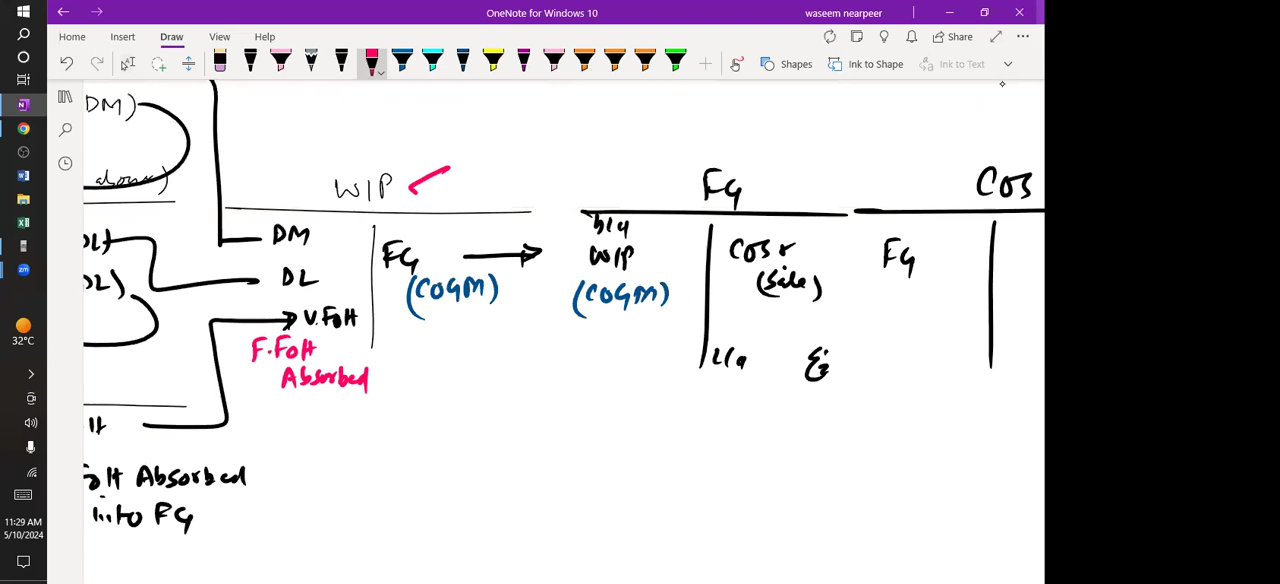 OneNote for Windows 10
waseem nearpeer
Home Insert Draw View Help
Share
Shapes
Ink to Shape
Ink to Text
DM)
above)
WIP
FG
COS
DM
FG
b/d
WIP
COS
(Sale)
FG
DL
(COGM)
(COGM)
V.FOH
F.FOH
Absorbed
c/d
FOH Absorbed
into FG
32°C
11:29 AM
5/10/2024